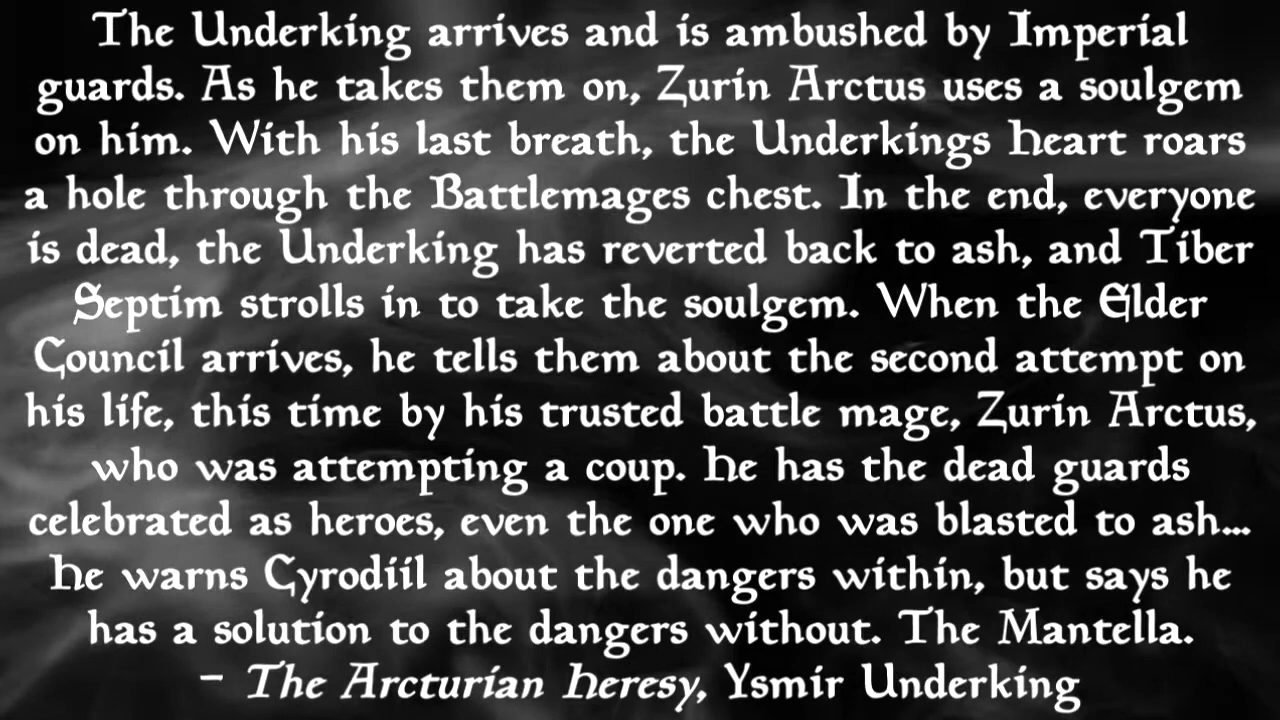 The Underking arrives and is ambushed by Imperial
guards. As he takes them on, Zurin Arctus uses a soulgem
on him. With his last breath, the Underkings Heart roars
a hole through the Battlemages chest. In the end, everyone
is dead, the Underking has reverted back to ash, and Tiber
Septim strolls in to take the soulgem. When the Elder
Council arrives, he tells them about the second attempt on
his life, this time by his trusted battle mage, Zurin Arctus,
who was attempting a coup. He has the dead guards
celebrated as heroes, even the one who was blasted to ash...
He warns Cyrodiil about the dangers within, but says he
has a solution to the dangers without. The Mantella.
- The Arcturian Heresy, Ysmir Underking